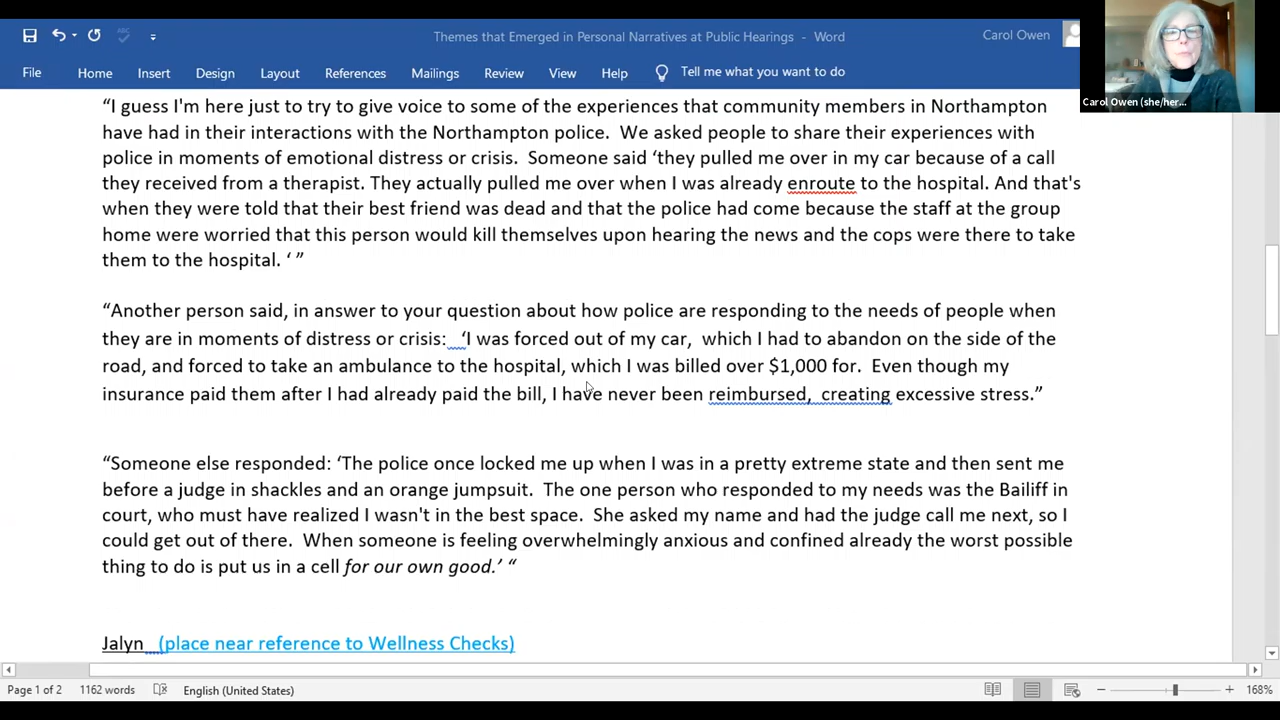 Themes that Emerged in Personal Narratives at Public Hearings - Word
Carol Owen
File Home Insert Design Layout References Mailings Review View Help Tell me what you want to do
Carol Owen (she/her...
“I guess I'm here just to try to give voice to some of the experiences that community members in Northampton
have had in their interactions with the Northampton police.  We asked people to share their experiences with
police in moments of emotional distress or crisis.  Someone said ‘they pulled me over in my car because of a call
they received from a therapist. They actually pulled me over when I was already enroute to the hospital. And that's
when they were told that their best friend was dead and that the police had come because the staff at the group
home were worried that this person would kill themselves upon hearing the news and the cops were there to take
them to the hospital. ‘ ”
“Another person said, in answer to your question about how police are responding to the needs of people when
they are in moments of distress or crisis:   ‘I was forced out of my car,  which I had to abandon on the side of the
road, and forced to take an ambulance to the hospital, which I was billed over $1,000 for.  Even though my
insurance paid them after I had already paid the bill, I have never been reimbursed,  creating excessive stress.”
“Someone else responded: ‘The police once locked me up when I was in a pretty extreme state and then sent me
before a judge in shackles and an orange jumpsuit.  The one person who responded to my needs was the Bailiff in
court, who must have realized I wasn't in the best space.  She asked my name and had the judge call me next, so I
could get out of there.  When someone is feeling overwhelmingly anxious and confined already the worst possible
thing to do is put us in a cell for our own good.’ “
Jalyn   (place near reference to Wellness Checks)
Page 1 of 2 1162 words English (United States) 168%